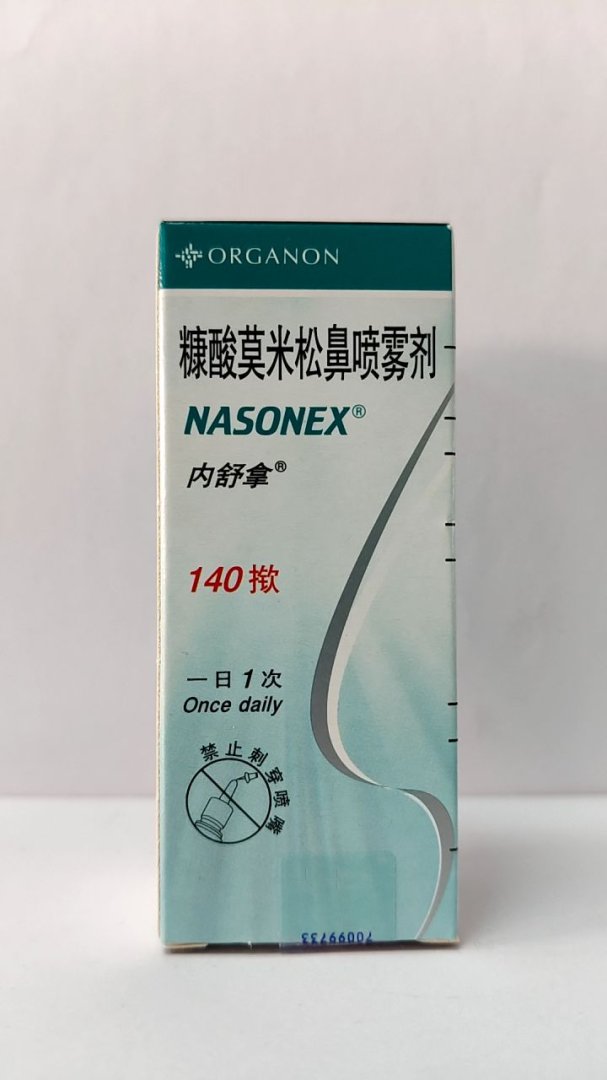 ORGANON
糠酸莫米松鼻喷雾剂
NASONEX®
内舒拿®
140揿
一日1次
Once daily
禁止刺穿喷嘴
70099733